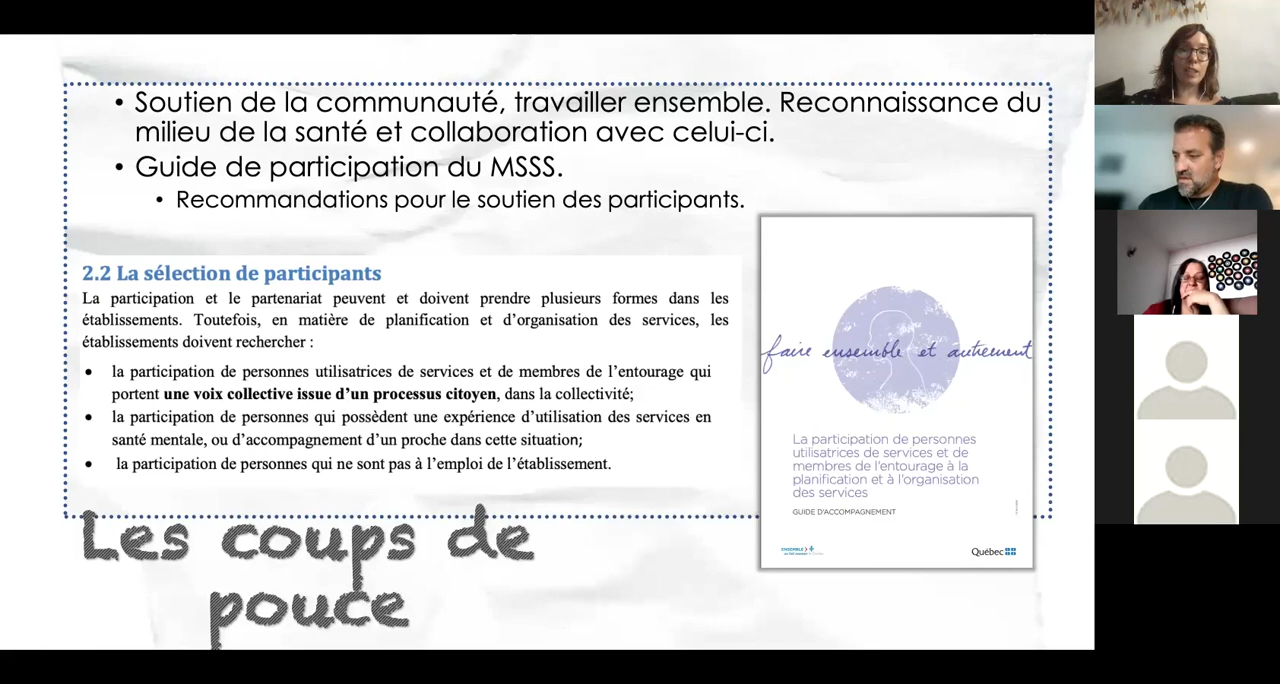 • Soutien de la communauté, travailler ensemble. Reconnaissance du
milieu de la santé et collaboration avec celui-ci.
• Guide de participation du MSSS.
• Recommandations pour le soutien des participants.
2.2 La sélection de participants
La participation et le partenariat peuvent et doivent prendre plusieurs formes dans les
établissements. Toutefois, en matière de planification et d’organisation des services, les
établissements doivent rechercher :
• la participation de personnes utilisatrices de services et de membres de l’entourage qui
portent une voix collective issue d’un processus citoyen, dans la collectivité;
• la participation de personnes qui possèdent une expérience d’utilisation des services en
santé mentale, ou d’accompagnement d’un proche dans cette situation;
• la participation de personnes qui ne sont pas à l’emploi de l’établissement.
faire ensemble et autrement
La participation de personnes
utilisatrices de services et de
membres de l’entourage à la
planification et à l’organisation
des services
GUIDE D’ACCOMPAGNEMENT
ENSEMBLE
Québec
Les coups de
pouce